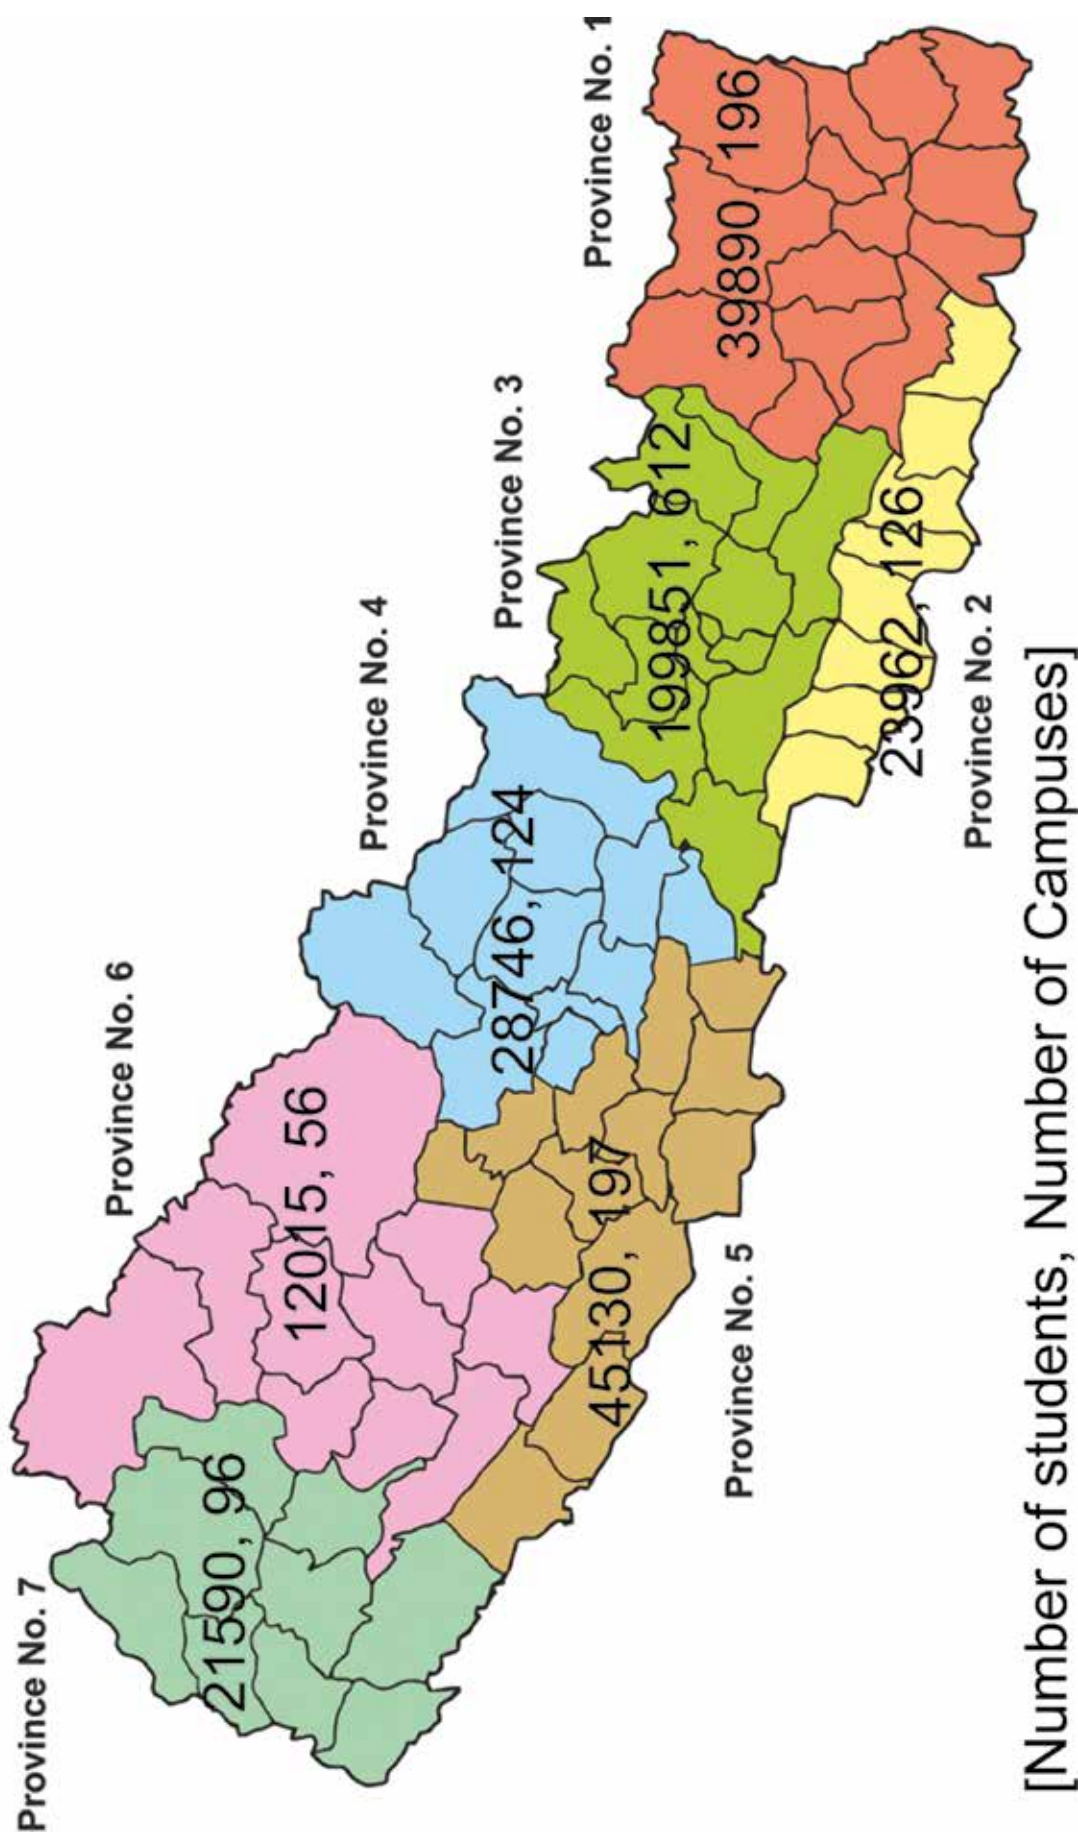 Province No. 7
21590, 96
Province No. 6
12015, 56
Province No. 4
28746, 124
Province No. 3
199851, 612
Province No. 1
39890, 196
45130, 197
Province No. 5
23962, 126
Province No. 2
[Number of students, Number of Campuses]